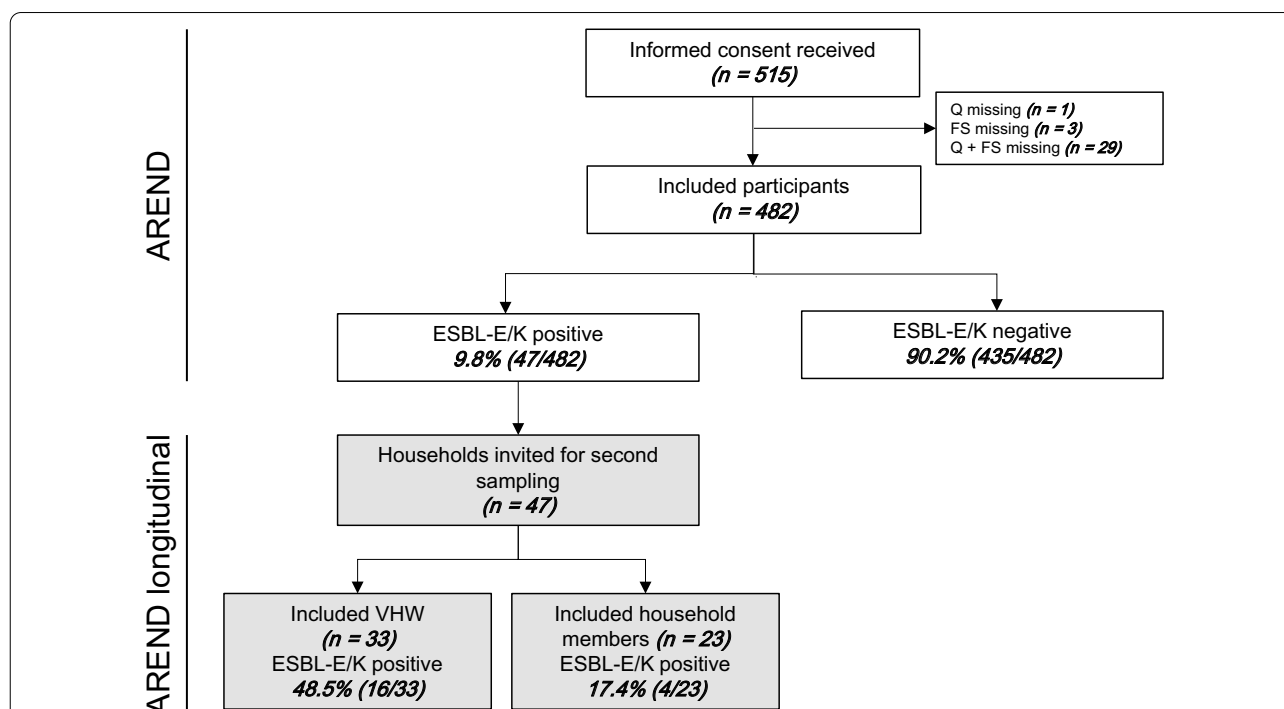 AREND
Informed consent received
(n = 515)
Q missing (n = 1)
FS missing (n = 3)
Q + FS missing (n = 29)
Included participants
(n = 482)
ESBL-E/K positive
9.8% (47/482)
ESBL-E/K negative
90.2% (435/482)
AREND longitudinal
Households invited for second
sampling
(n = 47)
Included VHW
(n = 33)
ESBL-E/K positive
48.5% (16/33)
Included household
members (n = 23)
ESBL-E/K positive
17.4% (4/23)